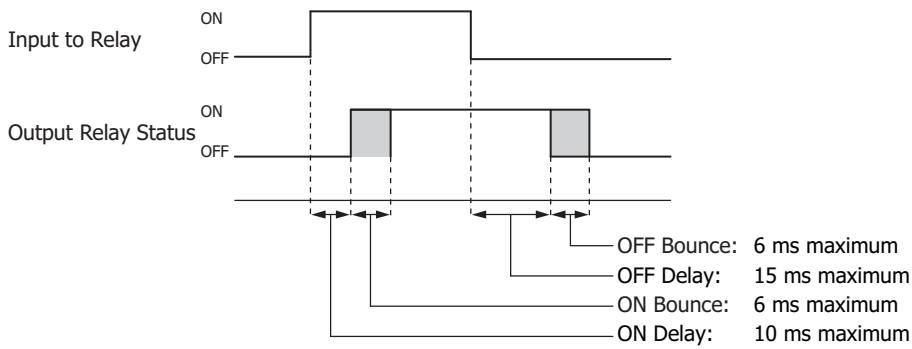 ON
Input to Relay
OFF
ON
Output Relay Status
OFF
OFF Bounce: 6 ms maximum
OFF Delay: 15 ms maximum
ON Bounce: 6 ms maximum
ON Delay: 10 ms maximum